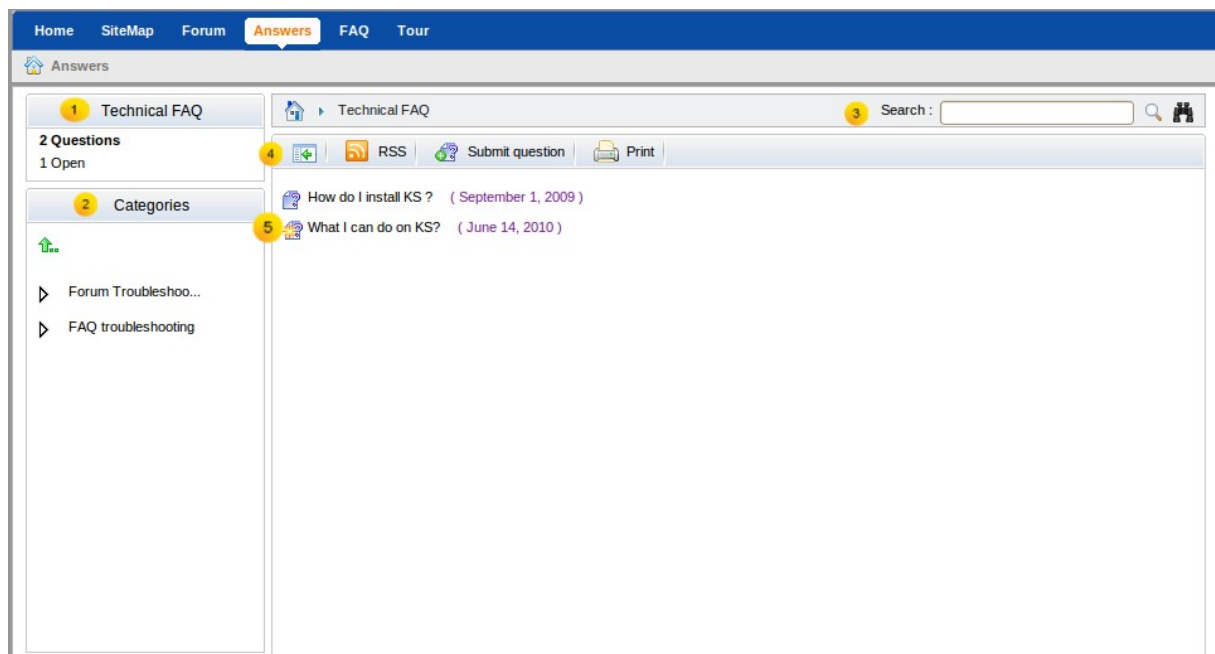 Home SiteMap Forum Answers FAQ Tour
Answers
1 Technical FAQ
2 Questions
1 Open
2 Categories
Forum Troubleshoo...
FAQ troubleshooting
Technical FAQ
3 Search :
4 RSS Submit question Print
How do I install KS ? ( September 1, 2009 )
5 What I can do on KS? ( June 14, 2010 )